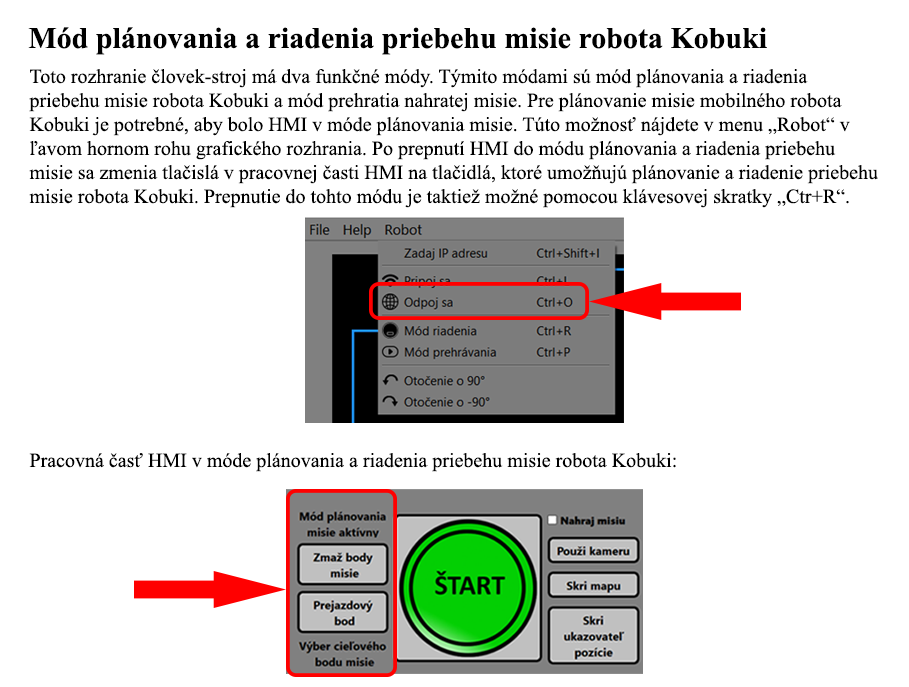 Mód plánovania a riadenia priebehu misie robota Kobuki
Toto rozhranie človek-stroj má dva funkčné módy. Týmito módami sú mód plánovania a riadenia
priebehu misie robota Kobuki a mód prehratia nahratej misie. Pre plánovanie misie mobilného robota
Kobuki je potrebné, aby bolo HMI v móde plánovania misie. Túto možnosť nájdete v menu „Robot“ v
ľavom hornom rohu grafického rozhrania. Po prepnutí HMI do módu plánovania a riadenia priebehu
misie sa zmenia tlačislá v pracovnej časti HMI na tlačidlá, ktoré umožňujú plánovanie a riadenie priebehu
misie robota Kobuki. Prepnutie do tohto módu je taktiež možné pomocou klávesovej skratky „Ctr+R“.
File Help Robot
Zadaj IP adresu Ctrl+Shift+I
Pripoj sa Ctrl+I
Odpoj sa Ctrl+O
Mód riadenia Ctrl+R
Mód prehrávania Ctrl+P
Otočenie o 90°
Otočenie o -90°
Pracovná časť HMI v móde plánovania a riadenia priebehu misie robota Kobuki:
Mód plánovania
misie aktívny
Zmaž body
misie
Prejazdový
bod
Výber cieľového
bodu misie
ŠTART
Nahraj misiu
Použi kameru
Skri mapu
Skri
ukazovateľ
pozície